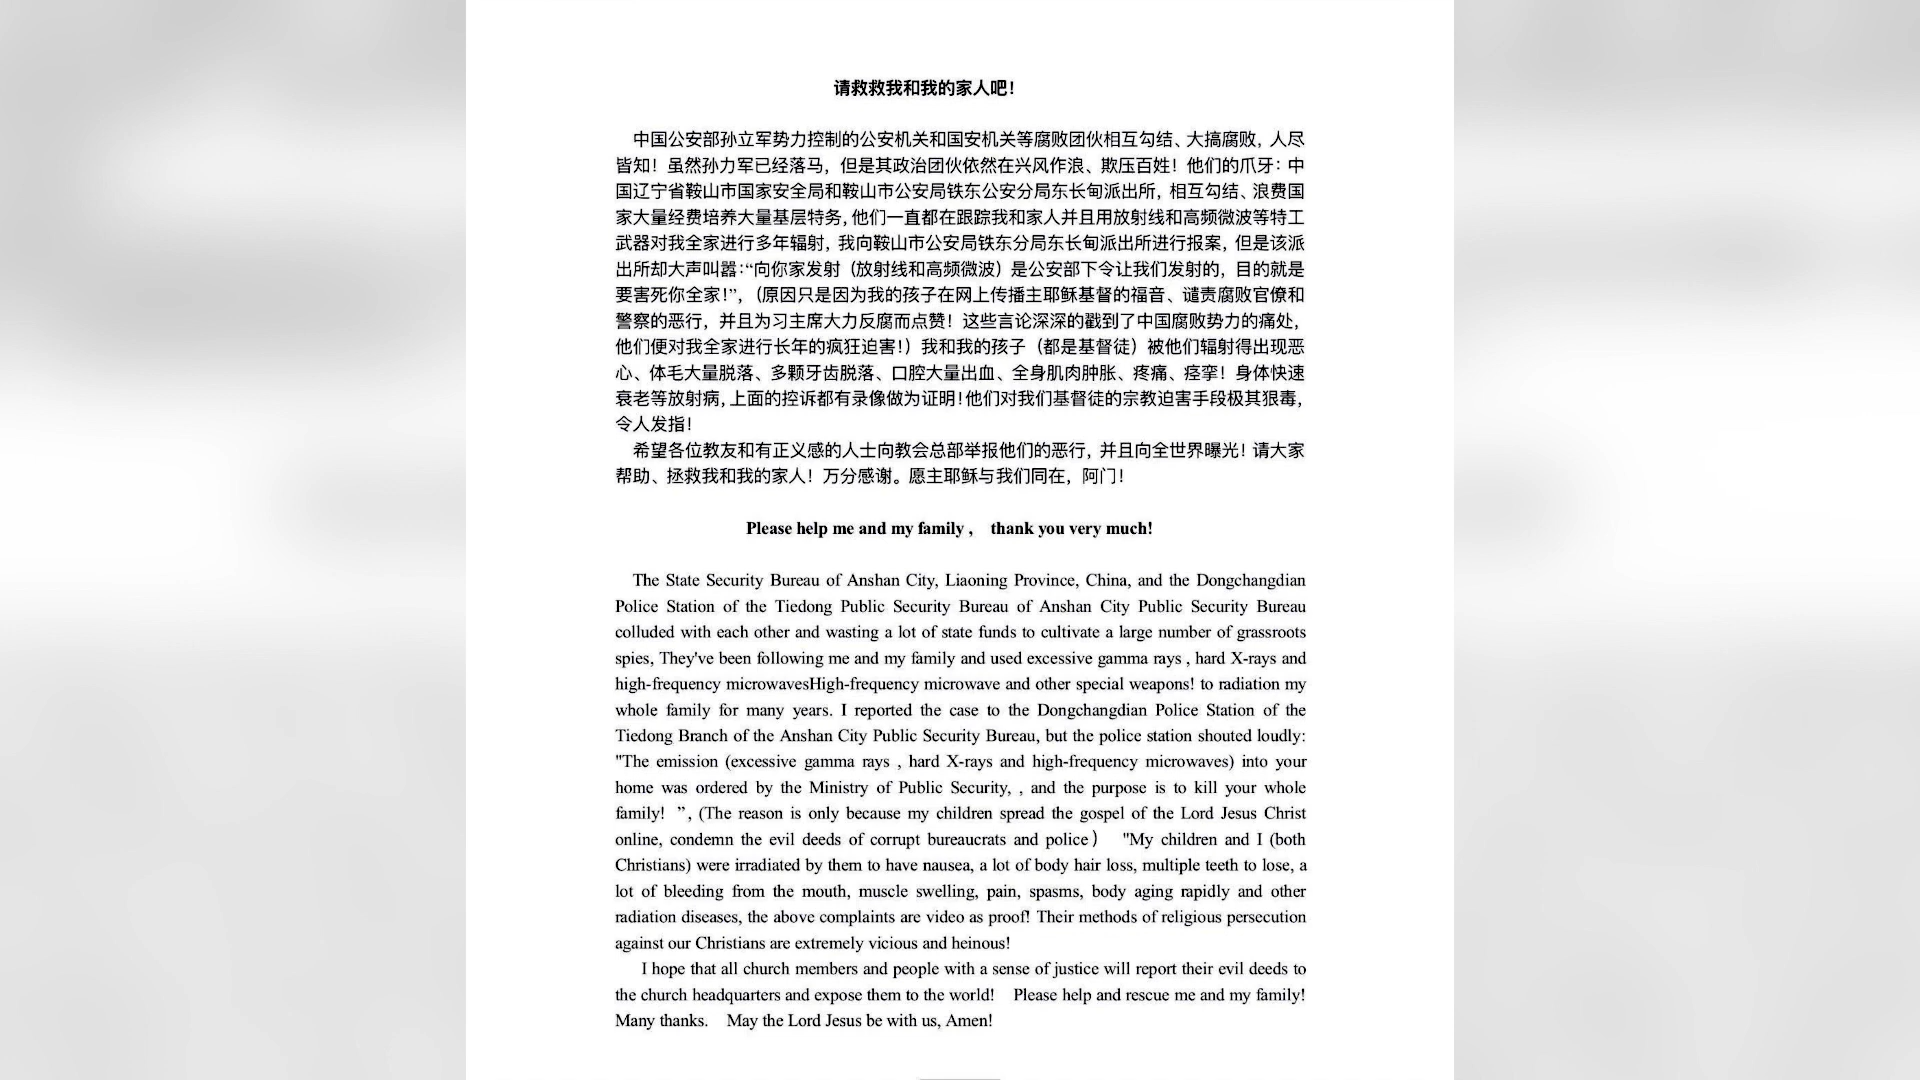 请救救我和我的家人吧！
中国公安部孙立军势力控制的公安机关和国安机关等腐败团伙相互勾结、大搞腐败，人尽
皆知！虽然孙力军已经落马，但是其政治团伙依然在兴风作浪、欺压百姓！他们的爪牙：中
国辽宁省鞍山市国家安全局和鞍山市公安局铁东公安分局东长甸派出所，相互勾结、浪费国
家大量经费培养大量基层特务，他们一直都在跟踪我和家人并且用放射线和高频微波等特工
武器对我全家进行多年辐射，我向鞍山市公安局铁东分局东长甸派出所进行报案，但是该派
出所却大声叫嚣：“向你家发射（放射线和高频微波）是公安部下令让我们发射的，目的就是
要害死你全家！”，（原因只是因为我的孩子在网上传播主耶稣基督的福音、谴责腐败官僚和
警察的恶行，并且为习主席大力反腐而点赞！这些言论深深的戳到了中国腐败势力的痛处，
他们便对我全家进行长年的疯狂迫害！）我和我的孩子（都是基督徒）被他们辐射得出现恶
心、体毛大量脱落、多颗牙齿脱落、口腔大量出血、全身肌肉肿胀、疼痛、痉挛！身体快速
衰老等放射病，上面的控诉都有录像做为证明！他们对我们基督徒的宗教迫害手段极其狠毒，
令人发指！
希望各位教友和有正义感的人士向教会总部举报他们的恶行，并且向全世界曝光！请大家
帮助、拯救我和我的家人！万分感谢。愿主耶稣与我们同在，阿门！
Please help me and my family ,　thank you very much!
The State Security Bureau of Anshan City, Liaoning Province, China, and the Dongchangdian
Police Station of the Tiedong Public Security Bureau of Anshan City Public Security Bureau
colluded with each other and wasting a lot of state funds to cultivate a large number of grassroots
spies, They've been following me and my family and used excessive gamma rays , hard X-rays and
high-frequency microwavesHigh-frequency microwave and other special weapons! to radiation my
whole family for many years. I reported the case to the Dongchangdian Police Station of the
Tiedong Branch of the Anshan City Public Security Bureau, but the police station shouted loudly:
"The emission (excessive gamma rays , hard X-rays and high-frequency microwaves) into your
home was ordered by the Ministry of Public Security, , and the purpose is to kill your whole
family! ”, (The reason is only because my children spread the gospel of the Lord Jesus Christ
online, condemn the evil deeds of corrupt bureaucrats and police） "My children and I (both
Christians) were irradiated by them to have nausea, a lot of body hair loss, multiple teeth to lose, a
lot of bleeding from the mouth, muscle swelling, pain, spasms, body aging rapidly and other
radiation diseases, the above complaints are video as proof! Their methods of religious persecution
against our Christians are extremely vicious and heinous!
I hope that all church members and people with a sense of justice will report their evil deeds to
the church headquarters and expose them to the world!　Please help and rescue me and my family!
Many thanks.　May the Lord Jesus be with us, Amen!